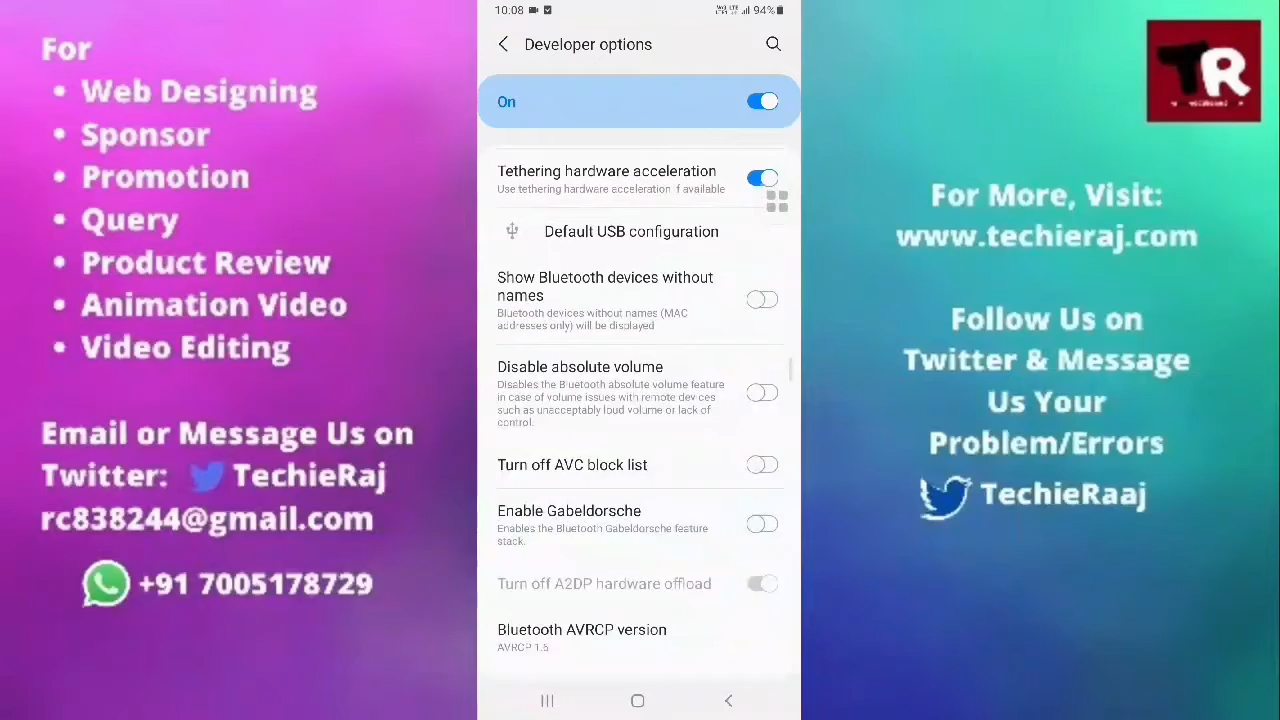 For
• Web Designing
• Sponsor
• Promotion
• Query
• Product Review
• Animation Video
• Video Editing
Email or Message Us on
Twitter: TechieRaj
rc838244@gmail.com
+91 7005178729
10.08
94%
Developer options
On
Tethering hardware acceleration
Use tethering hardware acceleration if available
Default USB configuration
Show Bluetooth devices without
names
Bluetooth devices without names (MAC
addresses only) will be displayed
Disable absolute volume
Disables the Bluetooth absolute volume feature
in case of volume issues with remote devices
such as unacceptably loud volume or lack of
control.
Turn off AVC block list
Enable Gabeldorsche
Enables the Bluetooth Gabeldorsche feature
stack.
Turn off A2DP hardware offload
Bluetooth AVRCP version
AVRCP 1.5
TR
For More, Visit:
www.techieraj.com
Follow Us on
Twitter & Message
Us Your
Problem/Errors
TechieRaaj